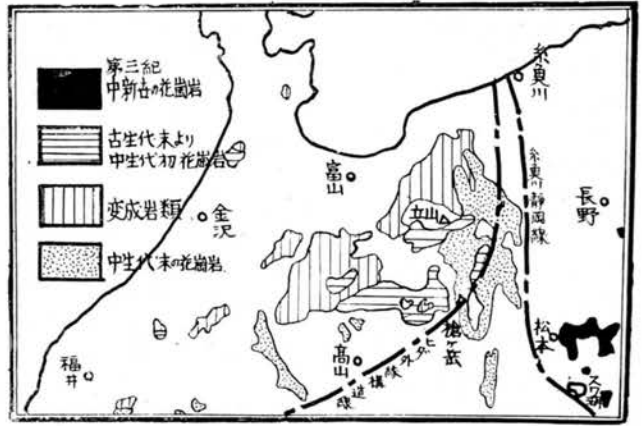 第三紀
中新古の花崗岩
古生代末より
中生代初花崗岩
変成岩類
中生代末の花崗岩
糸魚川
糸魚川静岡線
長野
富山
立山
金沢
松本
槍ヶ岳
高山
福井
スワ湖